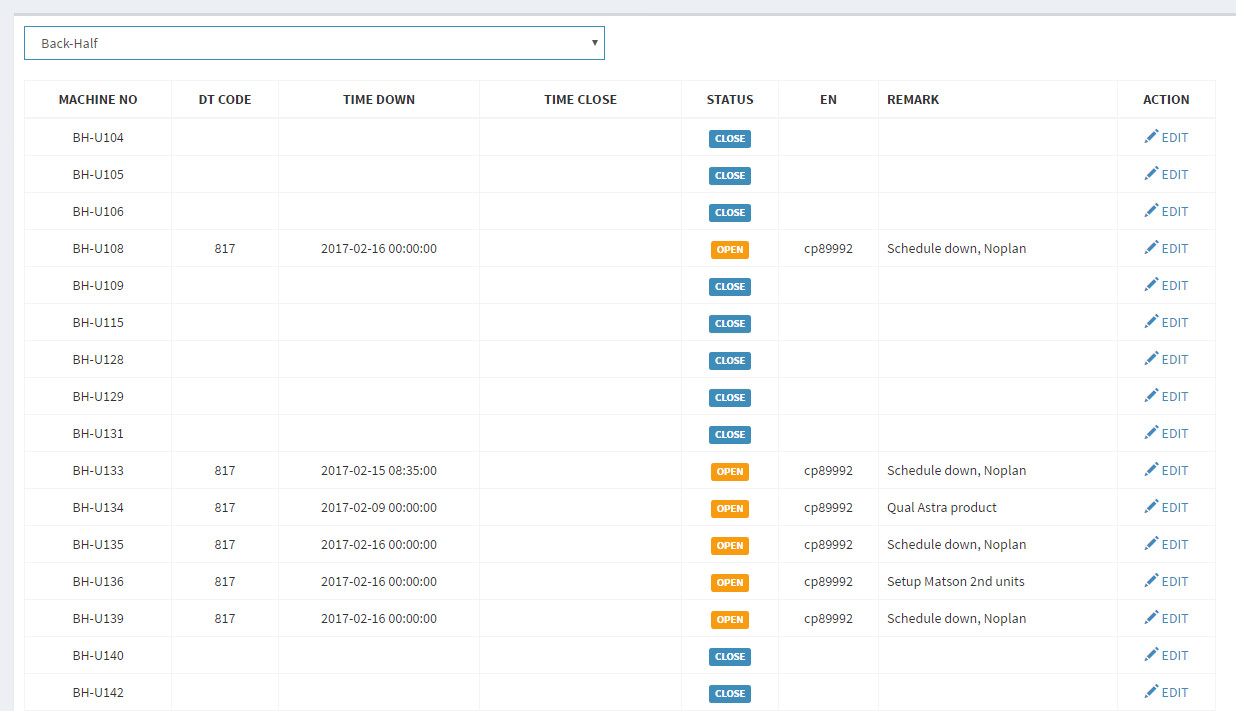 Back-Half
MACHINE NO DT CODE TIME DOWN TIME CLOSE STATUS EN REMARK ACTION
BH-U104 CLOSE EDIT
BH-U105 CLOSE EDIT
BH-U106 CLOSE EDIT
BH-U108 817 2017-02-16 00:00:00 OPEN cp89992 Schedule down, Noplan EDIT
BH-U109 CLOSE EDIT
BH-U115 CLOSE EDIT
BH-U128 CLOSE EDIT
BH-U129 CLOSE EDIT
BH-U131 CLOSE EDIT
BH-U133 817 2017-02-15 08:35:00 OPEN cp89992 Schedule down, Noplan EDIT
BH-U134 817 2017-02-09 00:00:00 OPEN cp89992 Qual Astra product EDIT
BH-U135 817 2017-02-16 00:00:00 OPEN cp89992 Schedule down, Noplan EDIT
BH-U136 817 2017-02-16 00:00:00 OPEN cp89992 Setup Matson 2nd units EDIT
BH-U139 817 2017-02-16 00:00:00 OPEN cp89992 Schedule down, Noplan EDIT
BH-U140 CLOSE EDIT
BH-U142 CLOSE EDIT